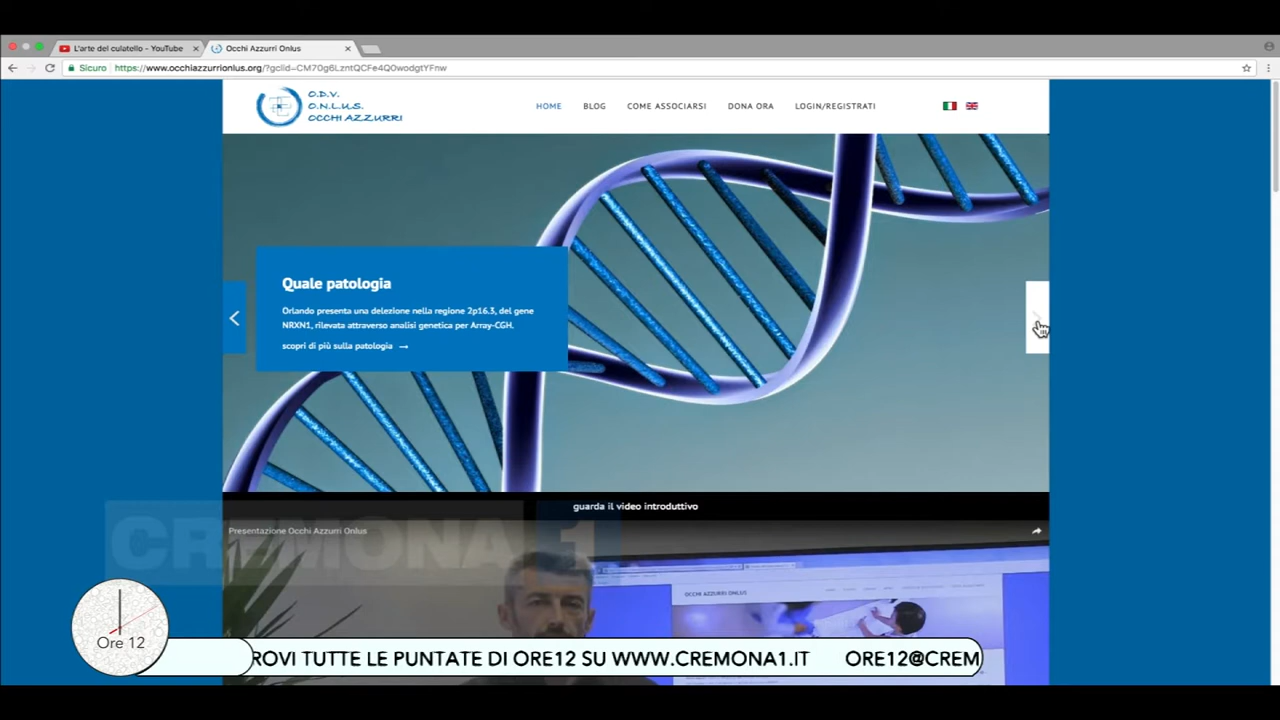 L'arte del culatello - YouTube
Occhi Azzurri Onlus
Sicuro
https://www.occhiazzurrionlus.org/?gclid=CM70g6LzntQCFe4Q0wodgtYFnw
O.D.V.
O.N.L.U.S.
OCCHI AZZURRI
HOME BLOG COME ASSOCIARSI DONA ORA LOGIN/REGISTRATI
Quale patologia
Orlando presenta una delezione nella regione 2p16.3, del gene
NRXN1, rilevata attraverso analisi genetica per Array-CGH.
scopri di più sulla patologia →
guarda il video introduttivo
Presentazione Occhi Azzurri Onlus
CREMONA 1
OCCHI AZZURRI ONLUS
Ore 12
ROVI TUTTE LE PUNTATE DI ORE12 SU WWW.CREMONA1.IT ORE12@CREM